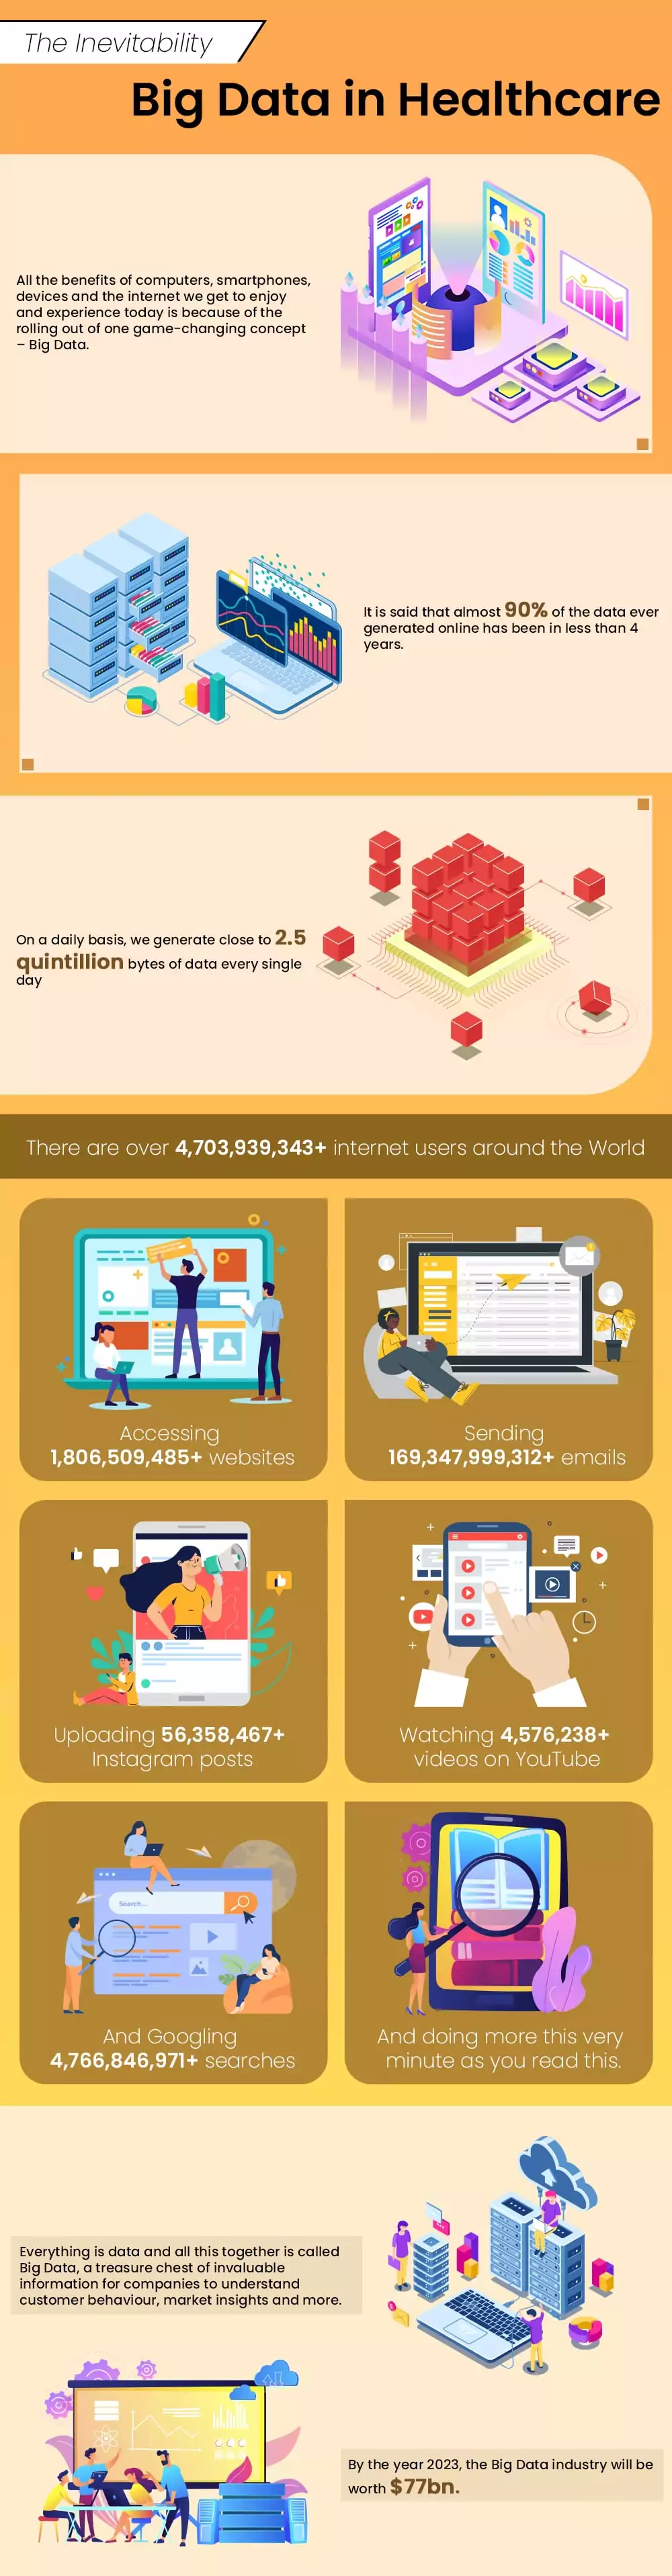 The Inevitability
Big Data in Healthcare
All the benefits of computers, smartphones,
devices and the internet we get to enjoy
and experience today is because of the
rolling out of one game-changing concept
– Big Data.
It is said that almost 90% of the data ever
generated online has been in less than 4
years.
On a daily basis, we generate close to 2.5
quintillion bytes of data every single
day
There are over 4,703,939,343+ internet users around the World
Accessing
1,806,509,485+ websites
Sending
169,347,999,312+ emails
Uploading 56,358,467+
Instagram posts
Watching 4,576,238+
videos on YouTube
Search...
And Googling
4,766,846,971+ searches
And doing more this very
minute as you read this.
Everything is data and all this together is called
Big Data, a treasure chest of invaluable
information for companies to understand
customer behaviour, market insights and more.
By the year 2023, the Big Data industry will be
worth $77bn.